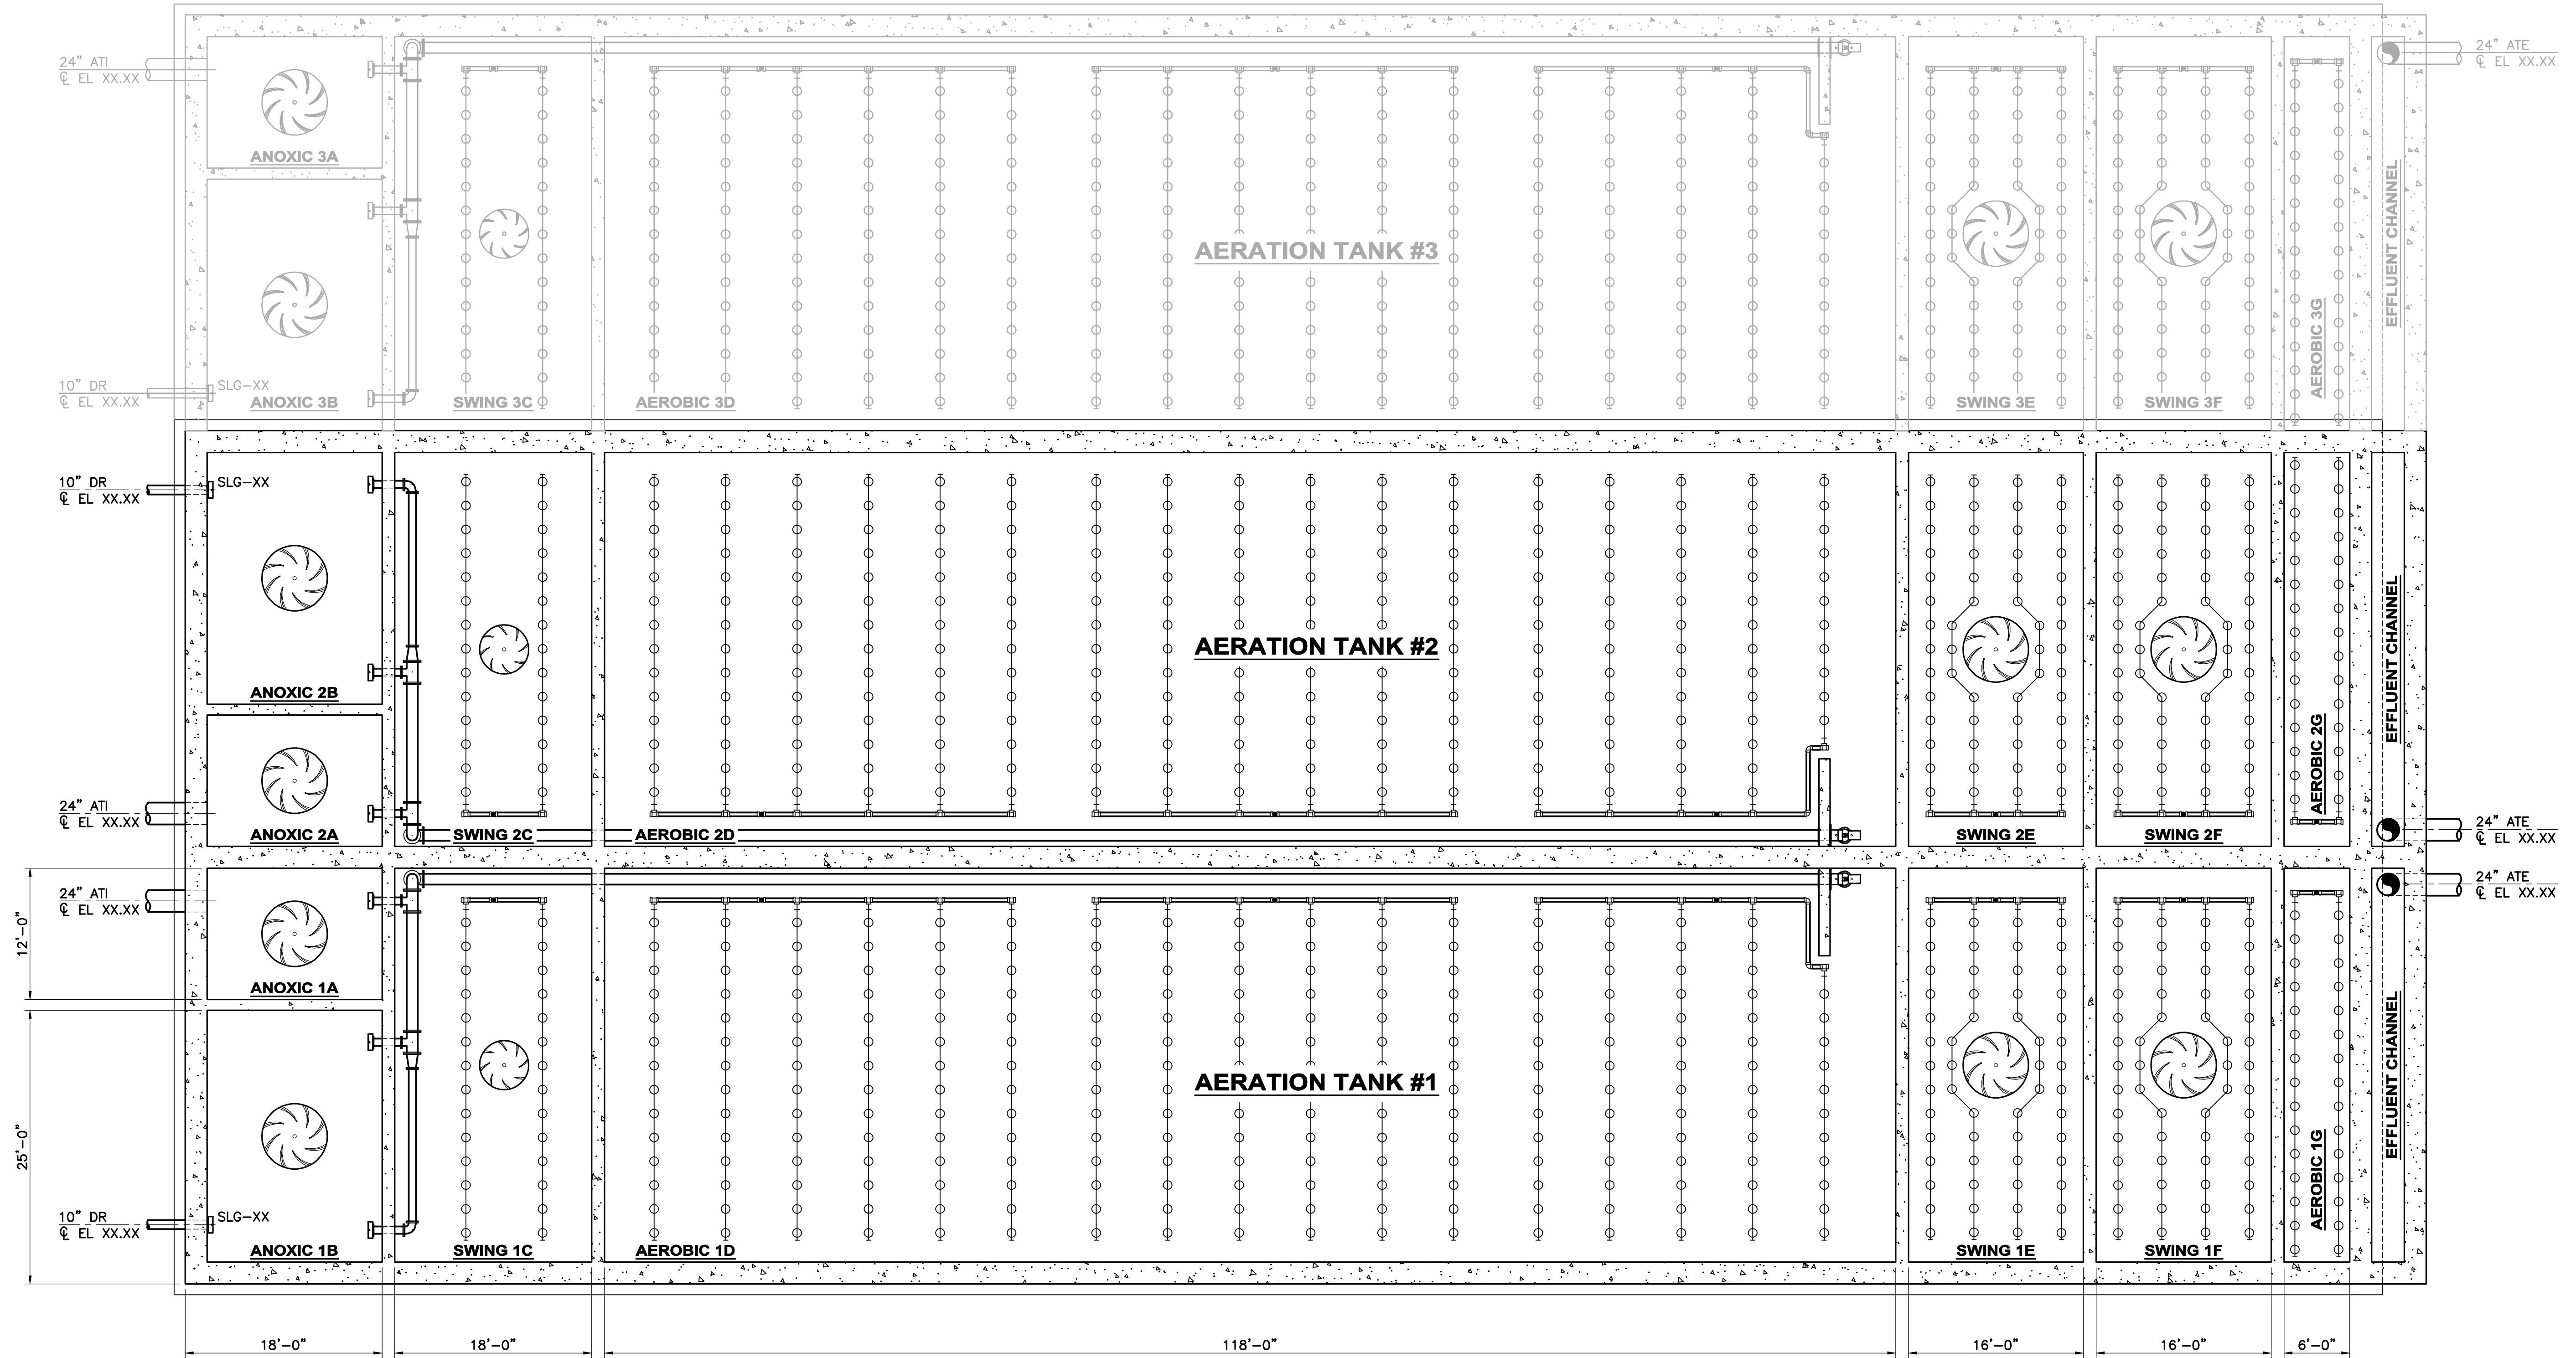 24" ATI
℄ EL XX.XX
24" ATE
℄ EL XX.XX
ANOXIC 3A
AERATION TANK #3
EFFLUENT CHANNEL
AEROBIC 3G
10" DR
℄ EL XX.XX
SLG-XX
ANOXIC 3B
SWING 3C
AEROBIC 3D
SWING 3E
SWING 3F
10" DR
℄ EL XX.XX
SLG-XX
AERATION TANK #2
EFFLUENT CHANNEL
ANOXIC 2B
AEROBIC 2G
24" ATI
℄ EL XX.XX
ANOXIC 2A
SWING 2C
AEROBIC 2D
SWING 2E
SWING 2F
24" ATE
℄ EL XX.XX
24" ATI
℄ EL XX.XX
24" ATE
℄ EL XX.XX
12'-0"
ANOXIC 1A
AERATION TANK #1
EFFLUENT CHANNEL
25'-0"
AEROBIC 1G
10" DR
℄ EL XX.XX
SLG-XX
ANOXIC 1B
SWING 1C
AEROBIC 1D
SWING 1E
SWING 1F
18'-0"
18'-0"
118'-0"
16'-0"
16'-0"
6'-0"